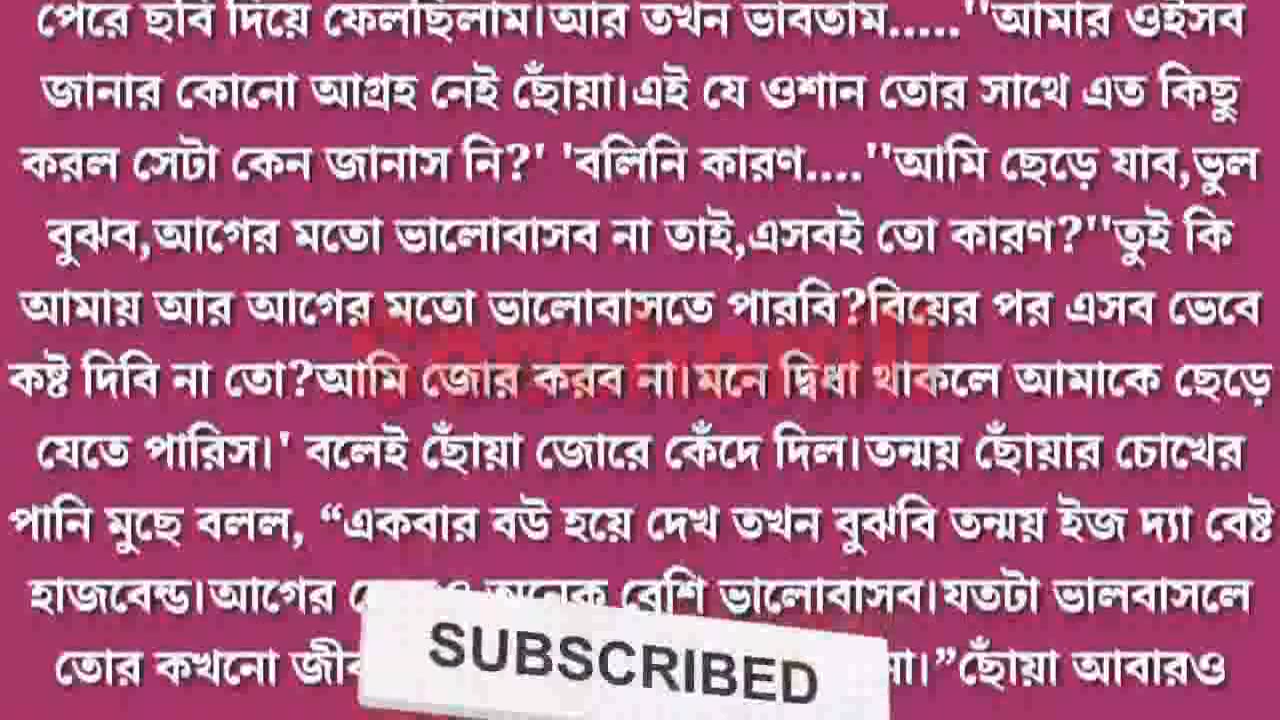 পেরে ছবি দিয়ে ফেলছিলাম।আর তখন ভাবতাম.....''আমার ওইসব
জানার কোনো আগ্রহ নেই ছোঁয়া।এই যে ওশান তোর সাথে এত কিছু
করল সেটা কেন জানাস নি?' 'বলিনি কারণ....''আমি ছেড়ে যাব,ভুল
বুঝব,আগের মতো ভালোবাসব না তাই,এসবই তো কারণ?''তুই কি
আমায় আর আগের মতো ভালোবাসতে পারবি?বিয়ের পর এসব ভেবে
কষ্ট দিবি না তো?আমি জোর করব না।মনে দ্বিধা থাকলে আমাকে ছেড়ে
যেতে পারিস।' বলেই ছোঁয়া জোরে কেঁদে দিল।তন্ময় ছোঁয়ার চোখের
পানি মুছে বলল, “একবার বউ হয়ে দেখ তখন বুঝবি তন্ময় ইজ দ্যা বেষ্ট
হাজবেন্ড।আগের অনেক বেশি ভালোবাসব।যতটা ভালবাসলে
তোর কখনো ”ছোঁয়া আবারও
SUBSCRIBED